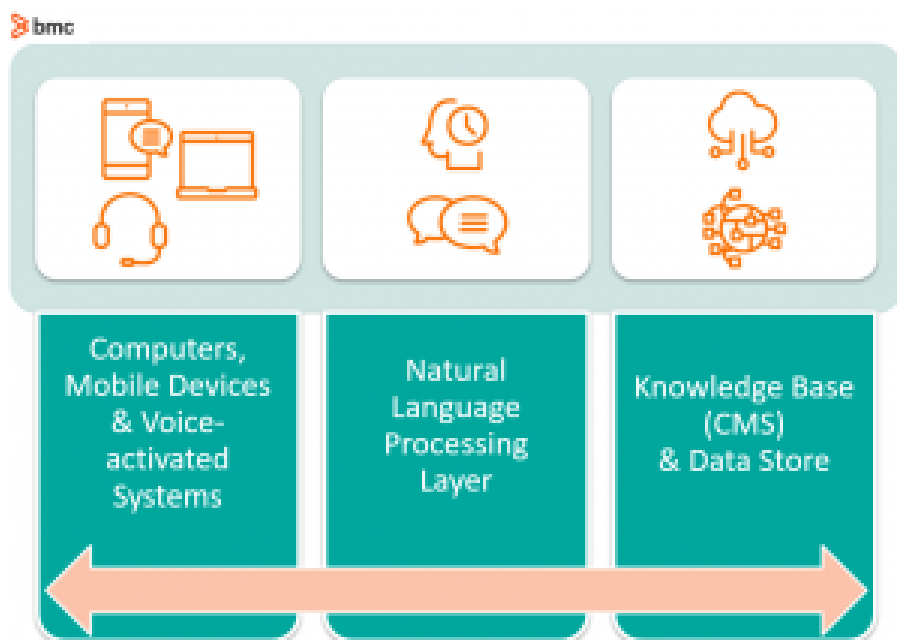 bmc
Computers,
Mobile Devices
& Voice-
activated
Systems
Natural
Language
Processing
Layer
Knowledge Base
(CMS)
& Data Store